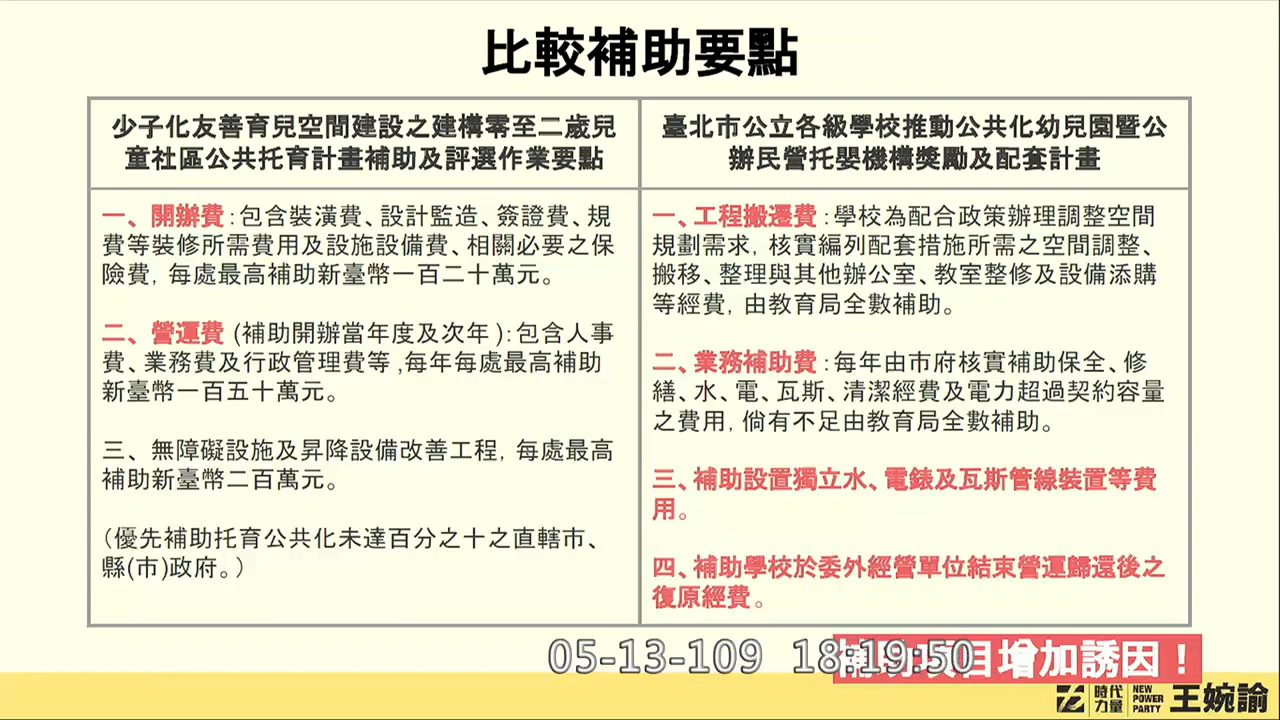 比較補助要點
少子化友善育兒空間建設之建構零至二歲兒
童社區公共托育計畫補助及評選作業要點
一、開辦費:包含裝潢費、設計監造、簽證費、規
費等裝修所需費用及設施設備費、相關必要之保
險費, 每處最高補助新臺幣一百二十萬元。
二、營運費 (補助開辦當年度及次年):包含人事
費、業務費及行政管理費等,每年每處最高補助
新臺幣一百五十萬元。
三、無障礙設施及昇降設備改善工程, 每處最高
補助新臺幣二百萬元。
（優先補助托育公共化未達百分之十之直轄市、
縣(市)政府。）
臺北市公立各級學校推動公共化幼兒園暨公
辦民營托嬰機構獎勵及配套計畫
一、工程搬遷費:學校為配合政策辦理調整空間
規劃需求, 核實編列配套措施所需之空間調整、
搬移、整理與其他辦公室、教室整修及設備添購
等經費, 由教育局全數補助。
二、業務補助費:每年由市府核實補助保全、修
繕、水、電、瓦斯、清潔經費及電力超過契約容量
之費用, 倘有不足由教育局全數補助。
三、補助設置獨立水、電錶及瓦斯管線裝置等費
用。
四、補助學校於委外經營單位結束營運歸還後之
復原經費。
05-13-109 18:19:50
補助項目增加誘因！
時代
力量
NEW
POWER
PARTY
王婉諭